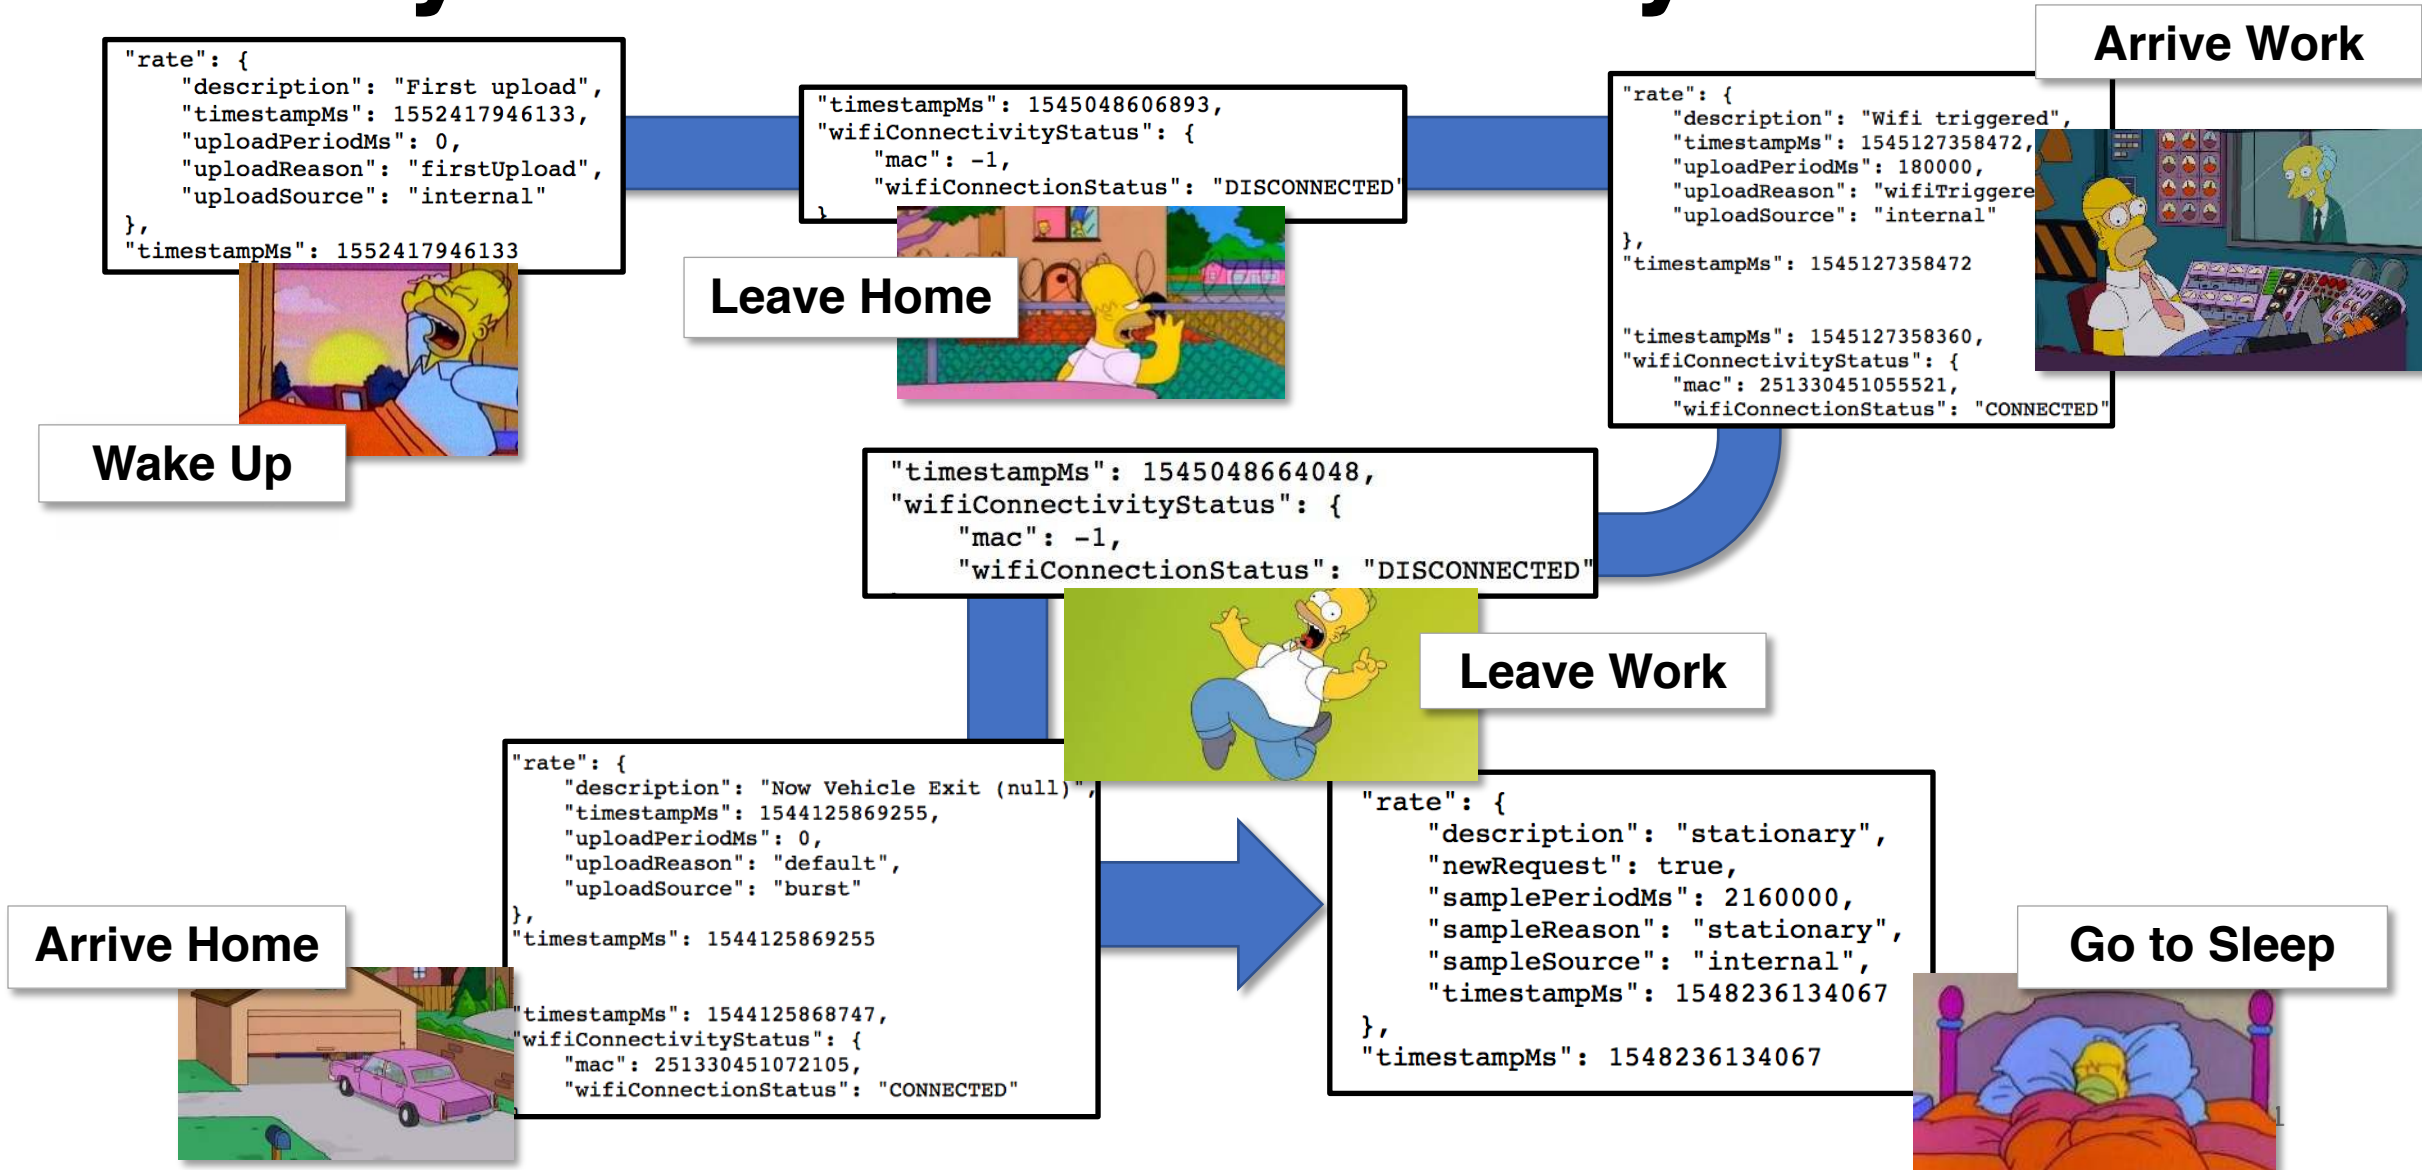 "rate": {
"description": "First upload",
"timestampMs": 1552417946133,
"uploadPeriodMs": 0,
"uploadReason": "firstUpload",
"uploadSource": "internal"
},
"timestampMs": 1552417946133
Wake Up
"timestampMs": 1545048606893,
"wifiConnectivityStatus": {
"mac": -1,
"wifiConnectionStatus": "DISCONNECTED"
}
Leave Home
Arrive Work
"rate": {
"description": "Wifi triggered",
"timestampMs": 1545127358472,
"uploadPeriodMs": 180000,
"uploadReason": "wifiTriggere
"uploadSource": "internal"
},
"timestampMs": 1545127358472
"timestampMs": 1545127358360,
"wifiConnectivityStatus": {
"mac": 251330451055521,
"wifiConnectionStatus": "CONNECTED"
"timestampMs": 1545048664048,
"wifiConnectivityStatus": {
"mac": -1,
"wifiConnectionStatus": "DISCONNECTED"
Leave Work
"rate": {
"description": "Now Vehicle Exit (null)",
"timestampMs": 1544125869255,
"uploadPeriodMs": 0,
"uploadReason": "default",
"uploadSource": "burst"
},
"timestampMs": 1544125869255
"timestampMs": 1544125868747,
"wifiConnectivityStatus": {
"mac": 251330451072105,
"wifiConnectionStatus": "CONNECTED"
Arrive Home
"rate": {
"description": "stationary",
"newRequest": true,
"samplePeriodMs": 2160000,
"sampleReason": "stationary",
"sampleSource": "internal",
"timestampMs": 1548236134067
},
"timestampMs": 1548236134067
Go to Sleep